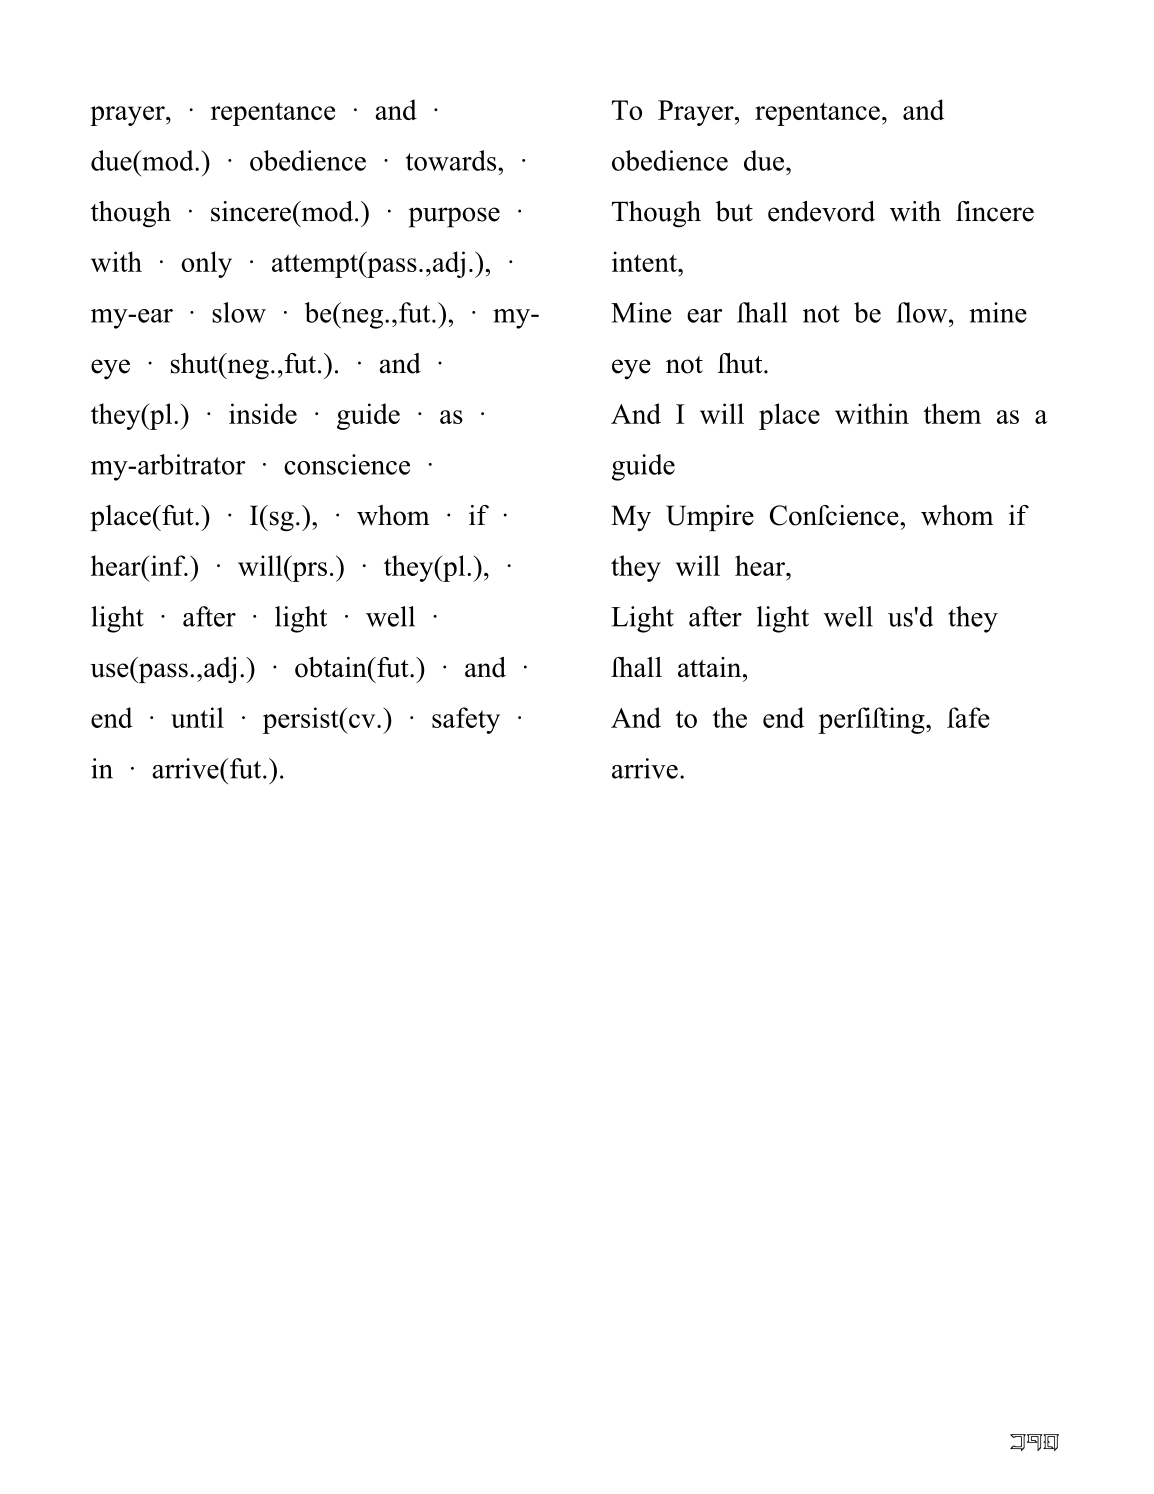 prayer, · repentance · and ·
due(mod.) · obedience · towards, ·
though · sincere(mod.) · purpose ·
with · only · attempt(pass.,adj.), ·
my-ear · slow · be(neg.,fut.), · my-
eye · shut(neg.,fut.). · and ·
they(pl.) · inside · guide · as ·
my-arbitrator · conscience ·
place(fut.) · I(sg.), · whom · if ·
hear(inf.) · will(prs.) · they(pl.), ·
light · after · light · well ·
use(pass.,adj.) · obtain(fut.) · and ·
end · until · persist(cv.) · safety ·
in · arrive(fut.).
To Prayer, repentance, and
obedience due,
Though but endevord with ſincere
intent,
Mine ear ſhall not be ſlow, mine
eye not ſhut.
And I will place within them as a
guide
My Umpire Conſcience, whom if
they will hear,
Light after light well us'd they
ſhall attain,
And to the end perſiſting, ſafe
arrive.